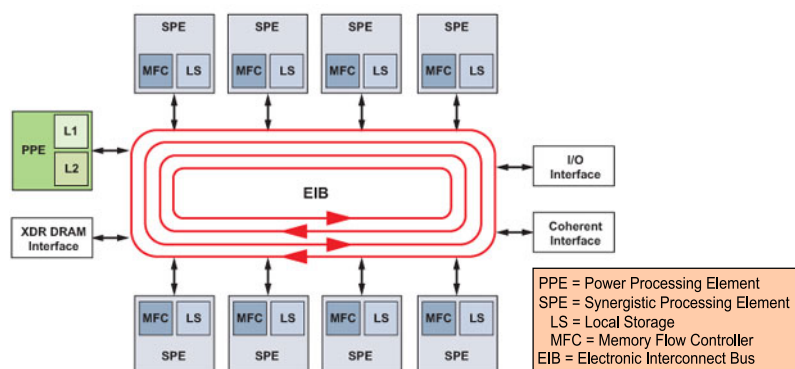 SPE
SPE
SPE
SPE
MFC LS
MFC LS
MFC LS
MFC LS
PPE
L1
L2
EIB
I/O
Interface
XDR DRAM
Interface
Coherent
Interface
MFC LS
MFC LS
MFC LS
MFC LS
SPE
SPE
SPE
SPE
PPE = Power Processing Element
SPE = Synergistic Processing Element
LS = Local Storage
MFC = Memory Flow Controller
EIB = Electronic Interconnect Bus